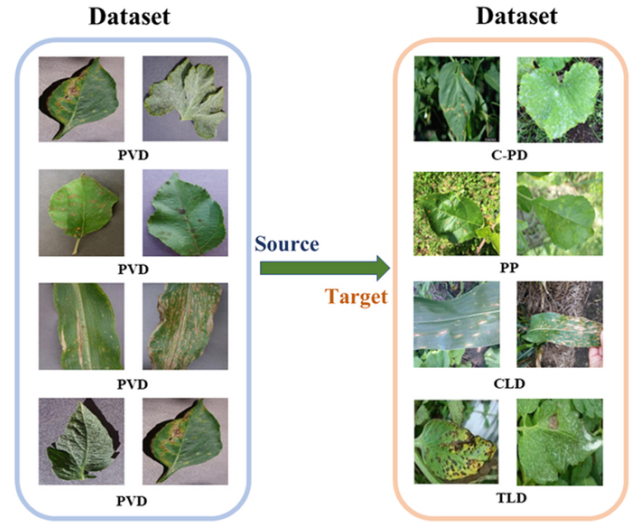 Dataset
PVD
PVD
PVD
PVD
Source
Target
Dataset
C-PD
PP
CLD
TLD